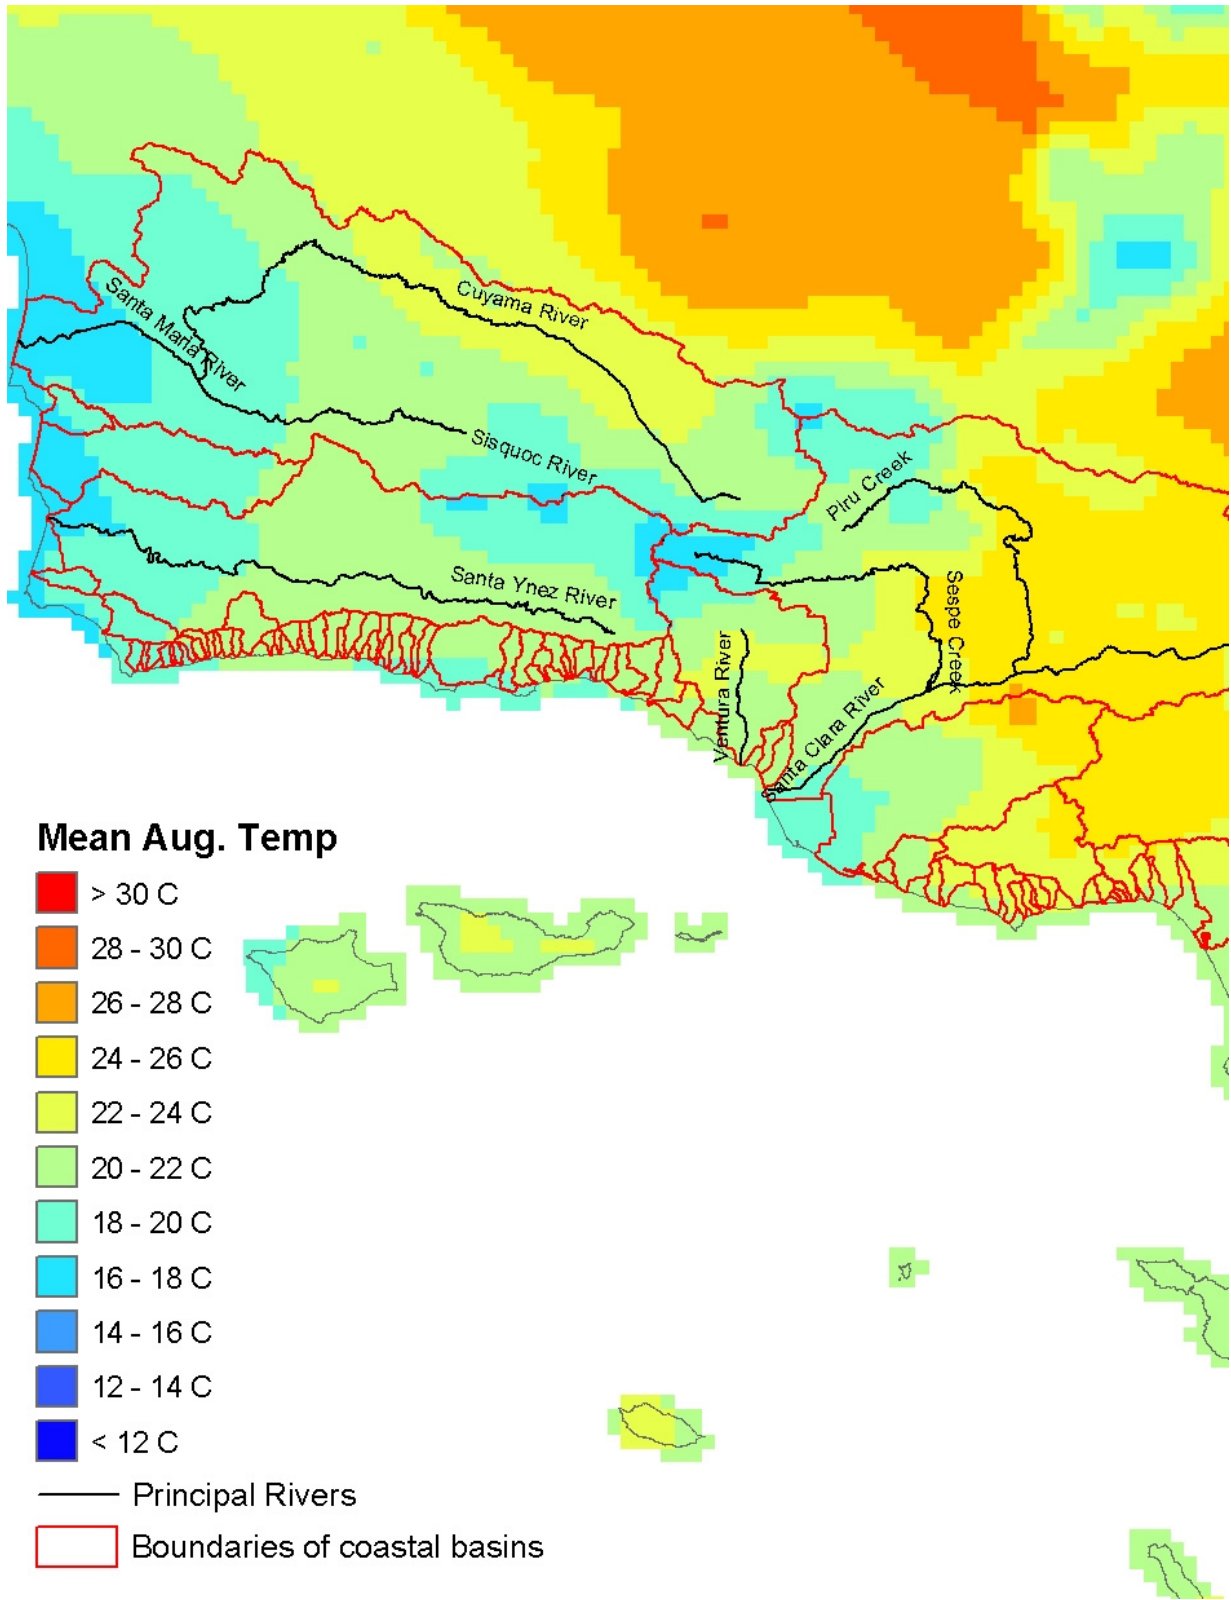 Cuyama River
Santa Maria River
Sisquoc River
Piru Creek
Santa Ynez River
Sespe Creek
Ventura River
Santa Clara River
Mean Aug. Temp
> 30 C
28 - 30 C
26 - 28 C
24 - 26 C
22 - 24 C
20 - 22 C
18 - 20 C
16 - 18 C
14 - 16 C
12 - 14 C
< 12 C
Principal Rivers
Boundaries of coastal basins